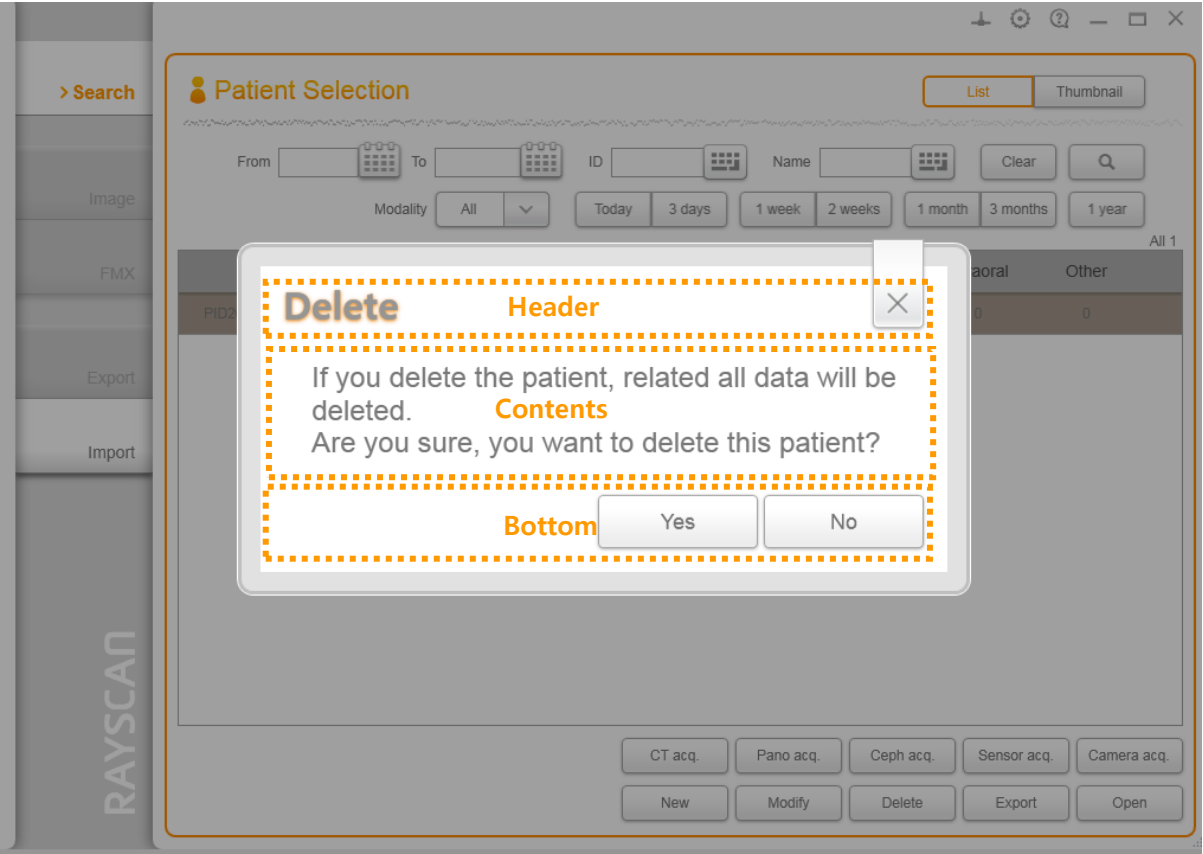 > Search
Patient Selection
List
Thumbnail
From
To
ID
Name
Clear
Modality
All
Today
3 days
1 week
2 weeks
1 month
3 months
1 year
All 1
Image
FMX
Export
Import
aoral
Other
PID2
0
0
Delete
Header
If you delete the patient, related all data will be
deleted.
Contents
Are you sure, you want to delete this patient?
Bottom
Yes
No
RAYSCAN
CT acq.
Pano acq.
Ceph acq.
Sensor acq.
Camera acq.
New
Modify
Delete
Export
Open